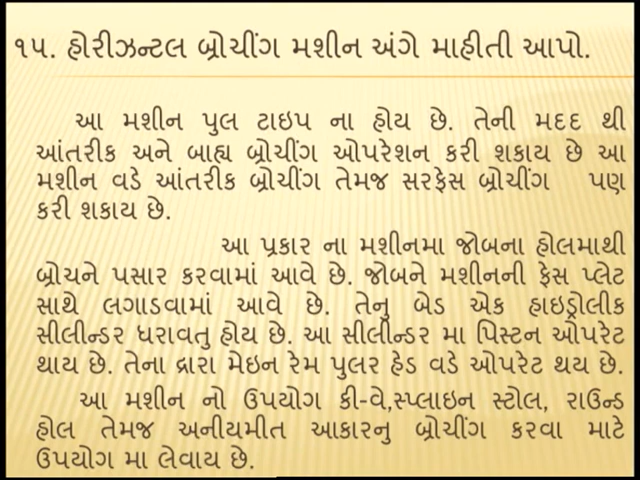 ૧૫. હોરીઝન્ટલ બ્રોચીંગ મશીન અંગે માહીતી આપો.
આ મશીન પુલ ટાઇપ ના હોય છે. તેની મદદ થી
આંતરીક અને બાહ્ય બ્રોચીંગ ઓપરેશન કરી શકાય છે આ
મશીન વડે આંતરીક બ્રોચીંગ તેમજ સરફેસ બ્રોચીંગ પણ
કરી શકાય છે.
આ પ્રકાર ના મશીનમા જોબના હોલમાથી
બ્રોચને પસાર કરવામાં આવે છે. જોબને મશીનની ફેસ પ્લેટ
સાથે લગાડવામાં આવે છે. તેનુ બેડ એક હાઇડ્રોલીક
સીલીન્ડર ધરાવતુ હોય છે. આ સીલીન્ડર મા પિસ્ટન ઓપરેટ
થાય છે. તેના દ્રારા મેઇન રેમ પુલર હેડ વડે ઓપરેટ થય છે.
આ મશીન નો ઉપયોગ કી-વે,સ્પ્લાઇન સ્ટોલ, રાઉન્ડ
હોલ તેમજ અનીયમીત આકારનુ બ્રોચીંગ કરવા માટે
ઉપયોગ મા લેવાય છે.